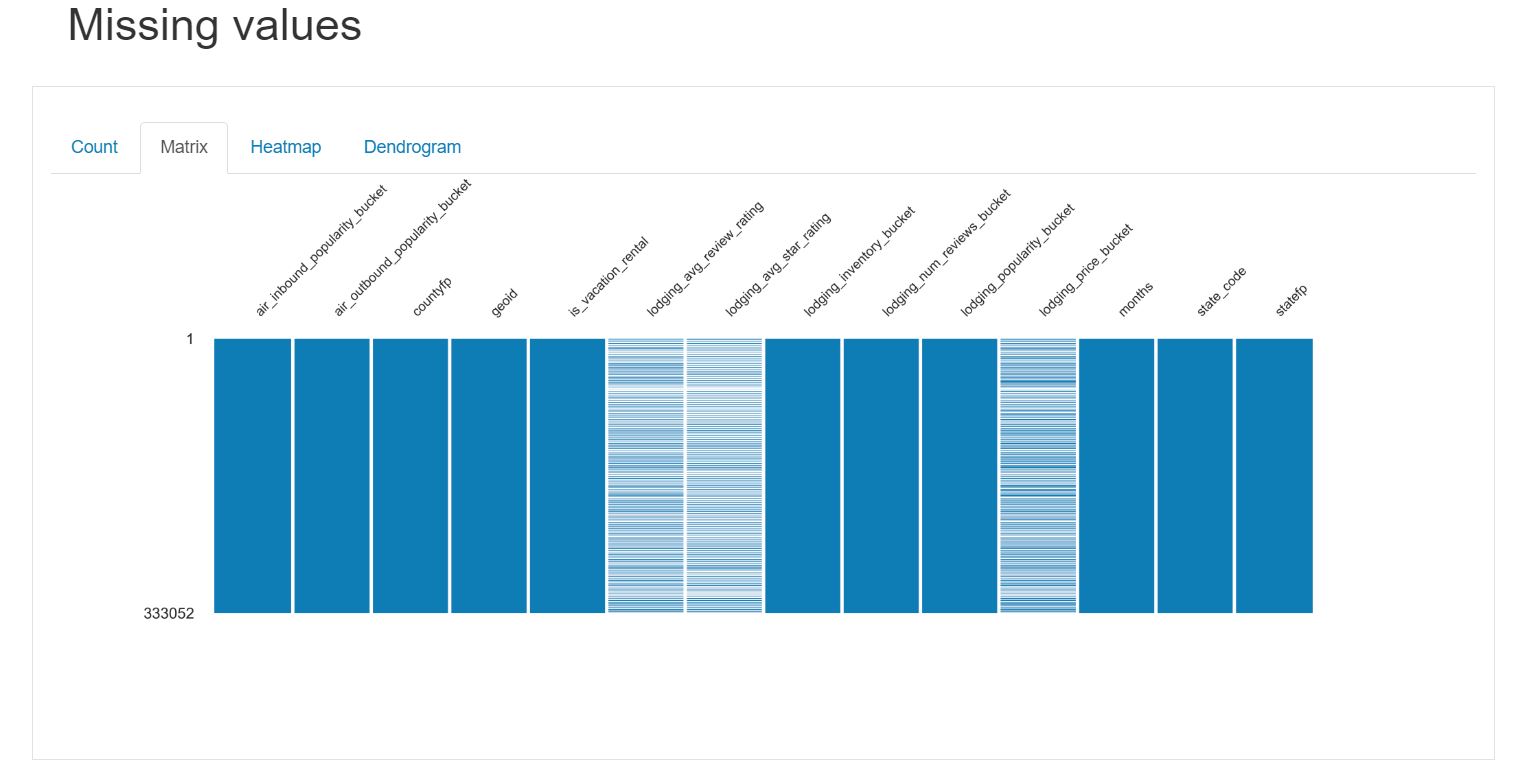 Missing values
Count
Matrix
Heatmap
Dendrogram
air_inbound_popularity_bucket
air_outbound_popularity_bucket
countyfp
geoid
is_vacation_rental
lodging_avg_review_rating
lodging_avg_star_rating
lodging_inventory_bucket
lodging_num_reviews_bucket
lodging_popularity_bucket
lodging_price_bucket
months
state_code
statefp
1
333052